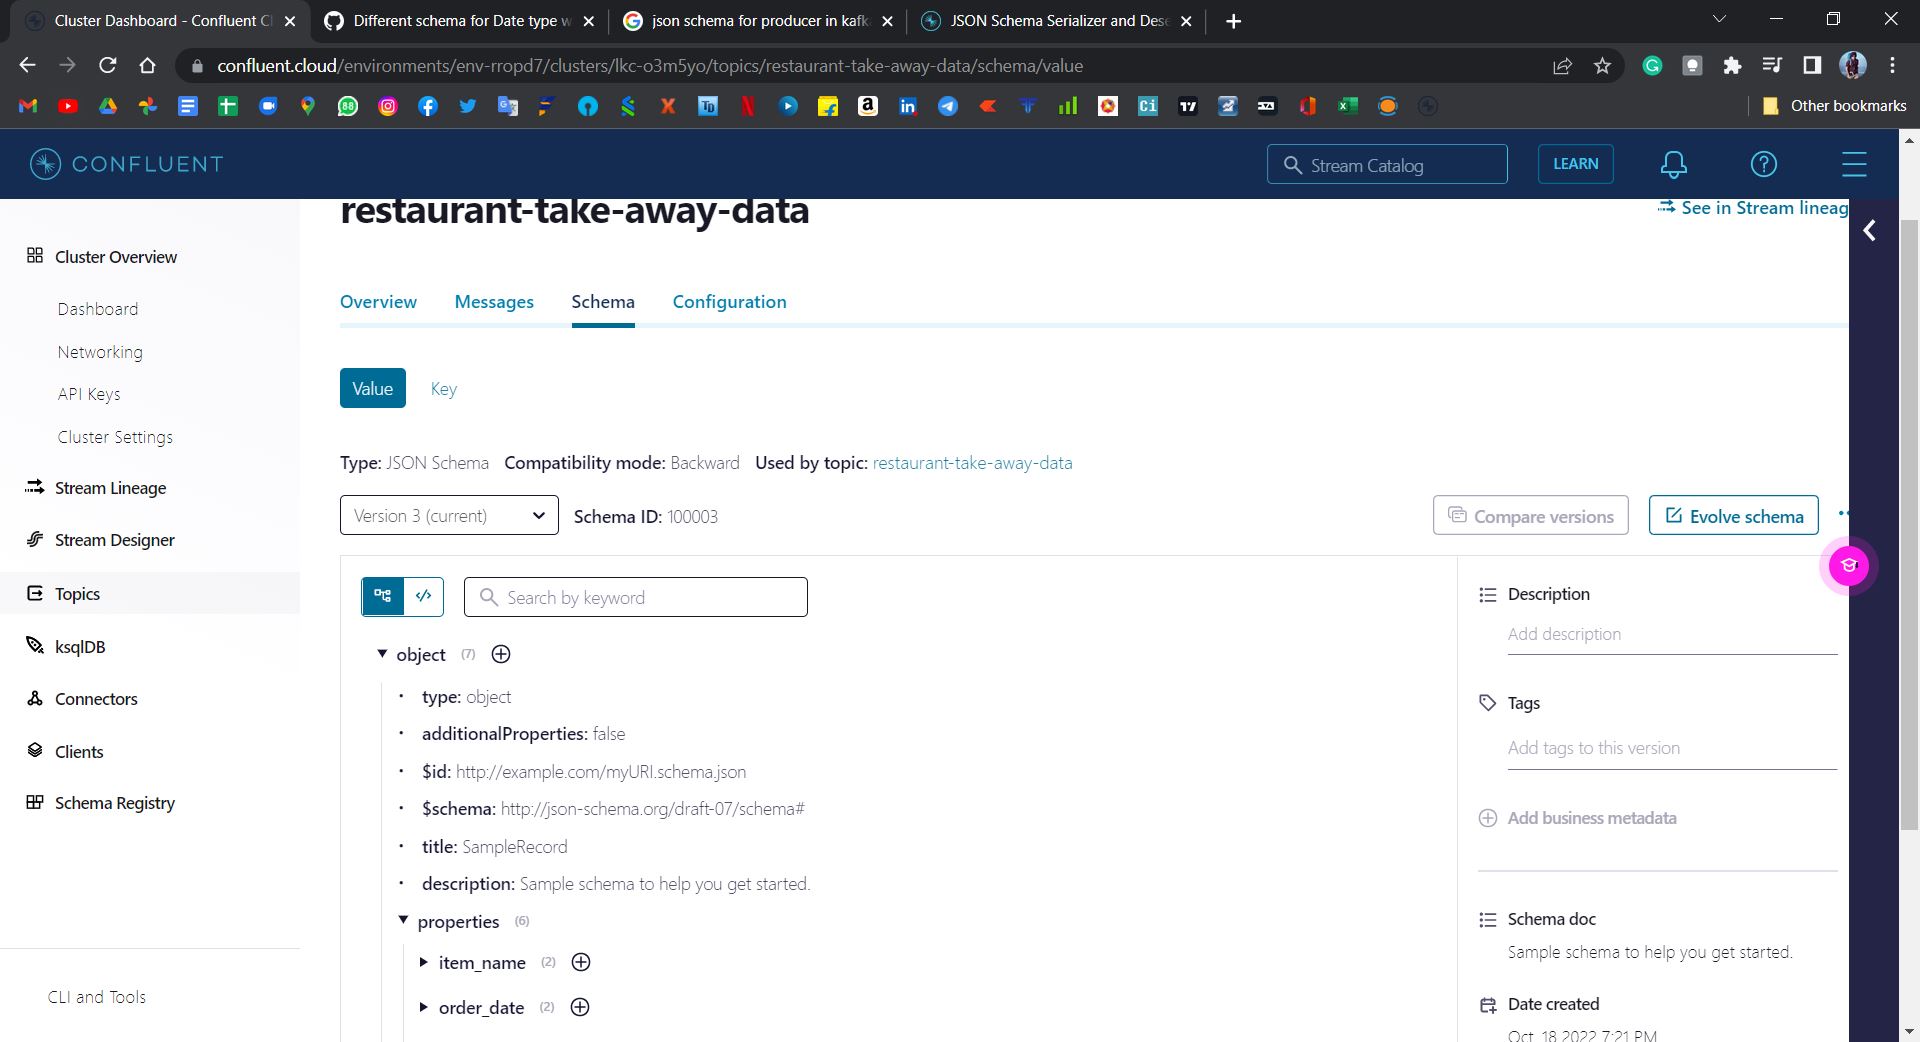 Cluster Dashboard - Confluent Cl
Different schema for Date type w
json schema for producer in kafk
JSON Schema Serializer and Dese
confluent.cloud/environments/env-rropd7/clusters/lkc-o3m5yo/topics/restaurant-take-away-data/schema/value
Other bookmarks
CONFLUENT
Stream Catalog
LEARN
restaurant-take-away-data
See in Stream lineag
Cluster Overview
Dashboard
Networking
API Keys
Cluster Settings
Stream Lineage
Stream Designer
Topics
ksqlDB
Connectors
Clients
Schema Registry
CLI and Tools
Overview Messages Schema Configuration
Value Key
Type: JSON Schema Compatibility mode: Backward Used by topic: restaurant-take-away-data
Version 3 (current) Schema ID: 100003 Compare versions Evolve schema
Search by keyword
object (7)
type: object
additionalProperties: false
$id: http://example.com/myURI.schema.json
$schema: http://json-schema.org/draft-07/schema#
title: SampleRecord
description: Sample schema to help you get started.
properties (6)
item_name (2)
order_date (2)
Description
Add description
Tags
Add tags to this version
Add business metadata
Schema doc
Sample schema to help you get started.
Date created
Oct, 18 2022 7:21 PM